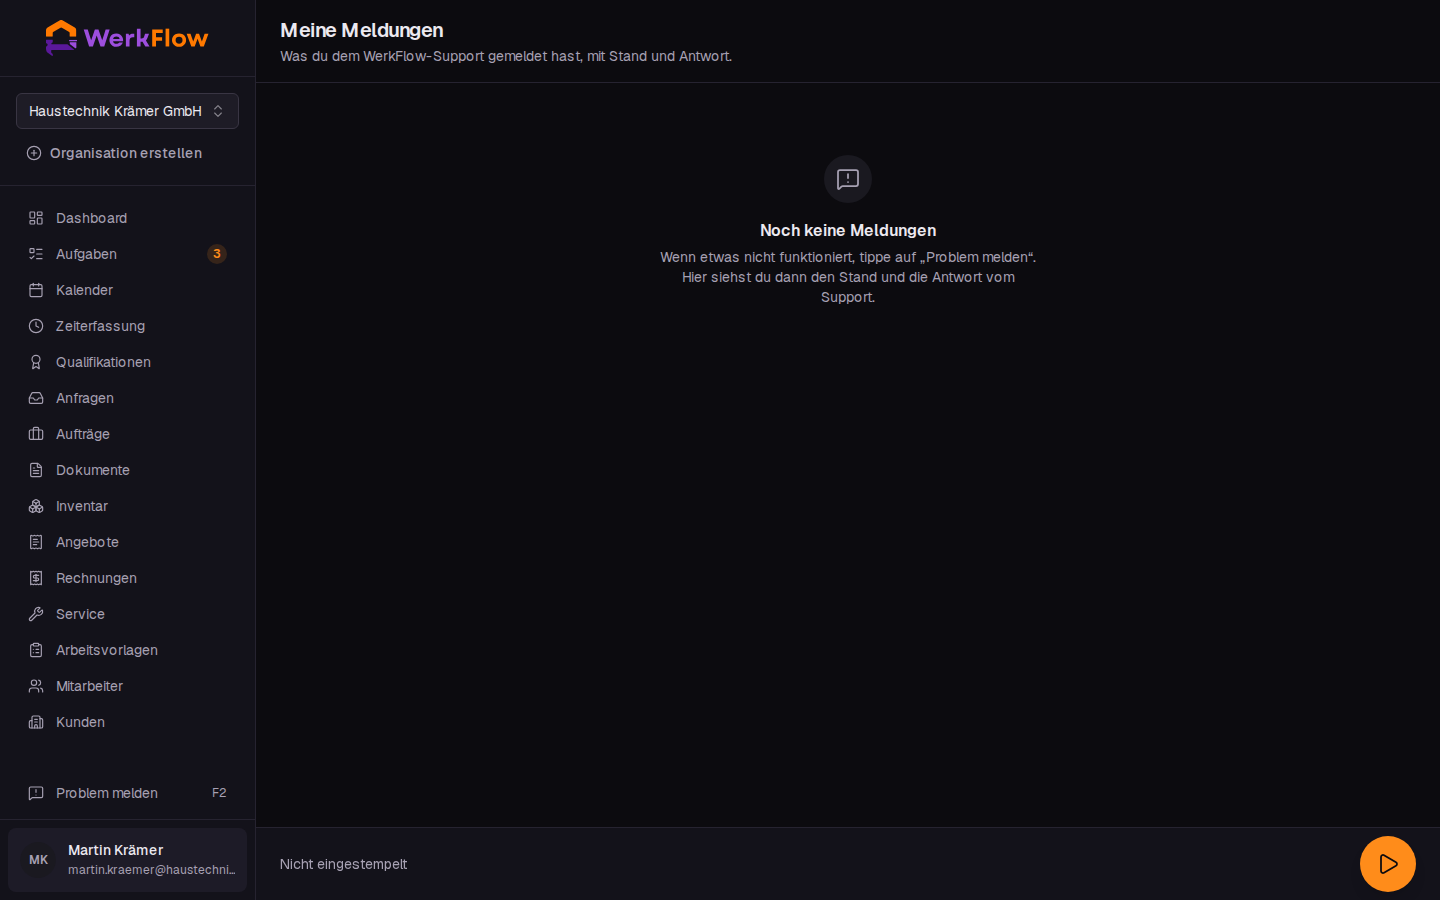 WerkFlow
Haustechnik Krämer GmbH
Organisation erstellen
Dashboard
Aufgaben 3
Kalender
Zeiterfassung
Qualifikationen
Anfragen
Aufträge
Dokumente
Inventar
Angebote
Rechnungen
Service
Arbeitsvorlagen
Mitarbeiter
Kunden
Problem melden F2
MK
Martin Krämer
martin.kraemer@haustechni…
Meine Meldungen
Was du dem WerkFlow-Support gemeldet hast, mit Stand und Antwort.
Noch keine Meldungen
Wenn etwas nicht funktioniert, tippe auf „Problem melden“.
Hier siehst du dann den Stand und die Antwort vom
Support.
Nicht eingestempelt